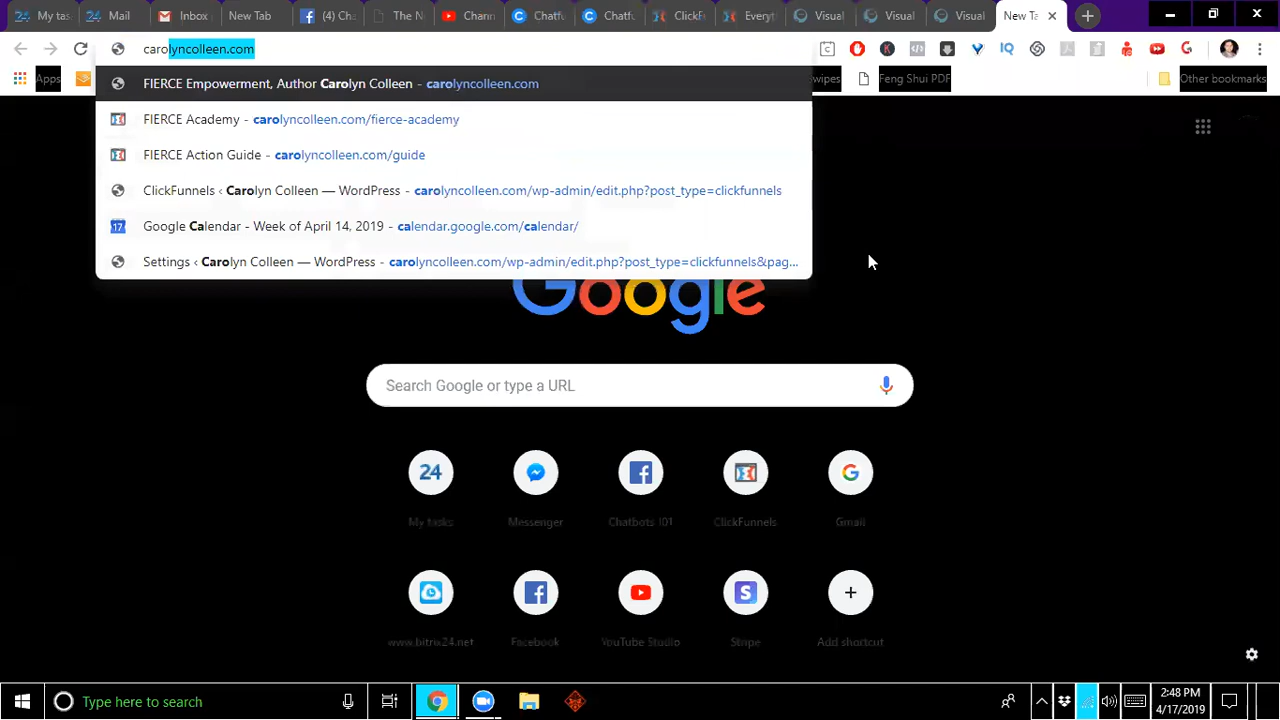 My tas
Mail
Inbox
New Tab
(4) Ch
The N
Chann
Chatf
Chatf
ClickF
Everyt
Visual
Visual
Visual
New Ta
carolyncolleen.com
Apps
wipes
Feng Shui PDF
Other bookmarks
FIERCE Empowerment, Author Carolyn Colleen - carolyncolleen.com
FIERCE Academy - carolyncolleen.com/fierce-academy
FIERCE Action Guide - carolyncolleen.com/guide
ClickFunnels ‹ Carolyn Colleen — WordPress - carolyncolleen.com/wp-admin/edit.php?post_type=clickfunnels
Google Calendar - Week of April 14, 2019 - calendar.google.com/calendar/
Settings ‹ Carolyn Colleen — WordPress - carolyncolleen.com/wp-admin/edit.php?post_type=clickfunnels&pag...
Google
Search Google or type a URL
24
My tasks
Messenger
Chatbots 101
ClickFunnels
Gmail
www.bitrix24.net
Facebook
YouTube Studio
Stripe
Add shortcut
Type here to search
2:48 PM
4/17/2019